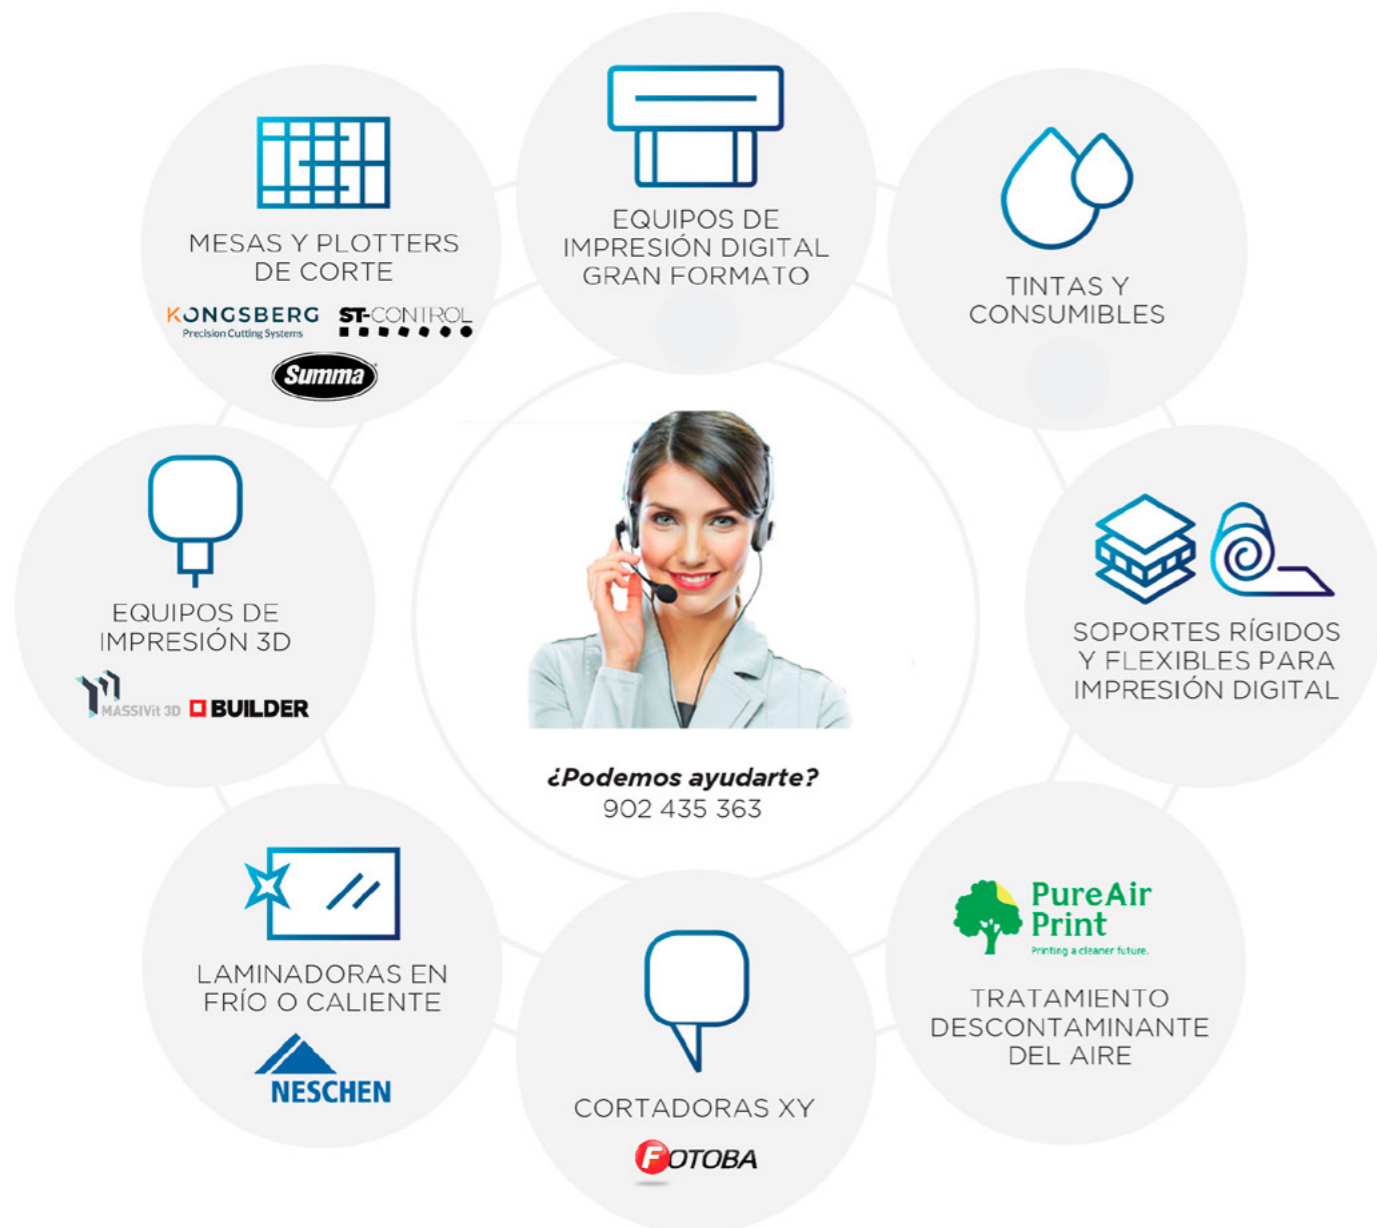 EQUIPOS DE
IMPRESIÓN DIGITAL
GRAN FORMATO
MESAS Y PLOTTERS
DE CORTE
KONGSBERG
Precision Cutting Systems
ST-CONTROL
Summa
TINTAS Y
CONSUMIBLES
EQUIPOS DE
IMPRESIÓN 3D
MASSIVit 3D
BUILDER
SOPORTES RÍGIDOS
Y FLEXIBLES PARA
IMPRESIÓN DIGITAL
¿Podemos ayudarte?
902 435 363
LAMINADORAS EN
FRÍO O CALIENTE
NESCHEN
PureAir
Print
Printing a cleaner future.
TRATAMIENTO
DESCONTAMINANTE
DEL AIRE
CORTADORAS XY
FOTOBA